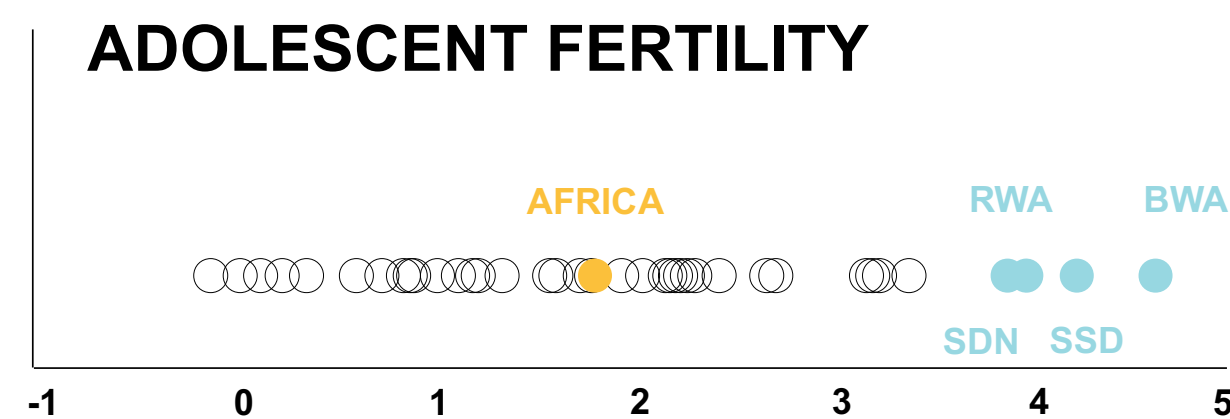 ADOLESCENT FERTILITY
AFRICA
RWA
BWA
SDN
SSD
-1 0 1 2 3 4 5